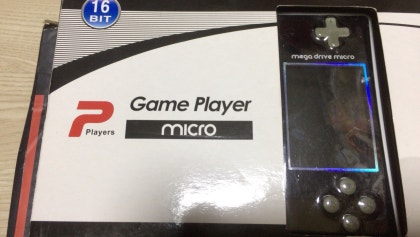 16
BIT
mega drive micro
Game Player
micro
P
Players